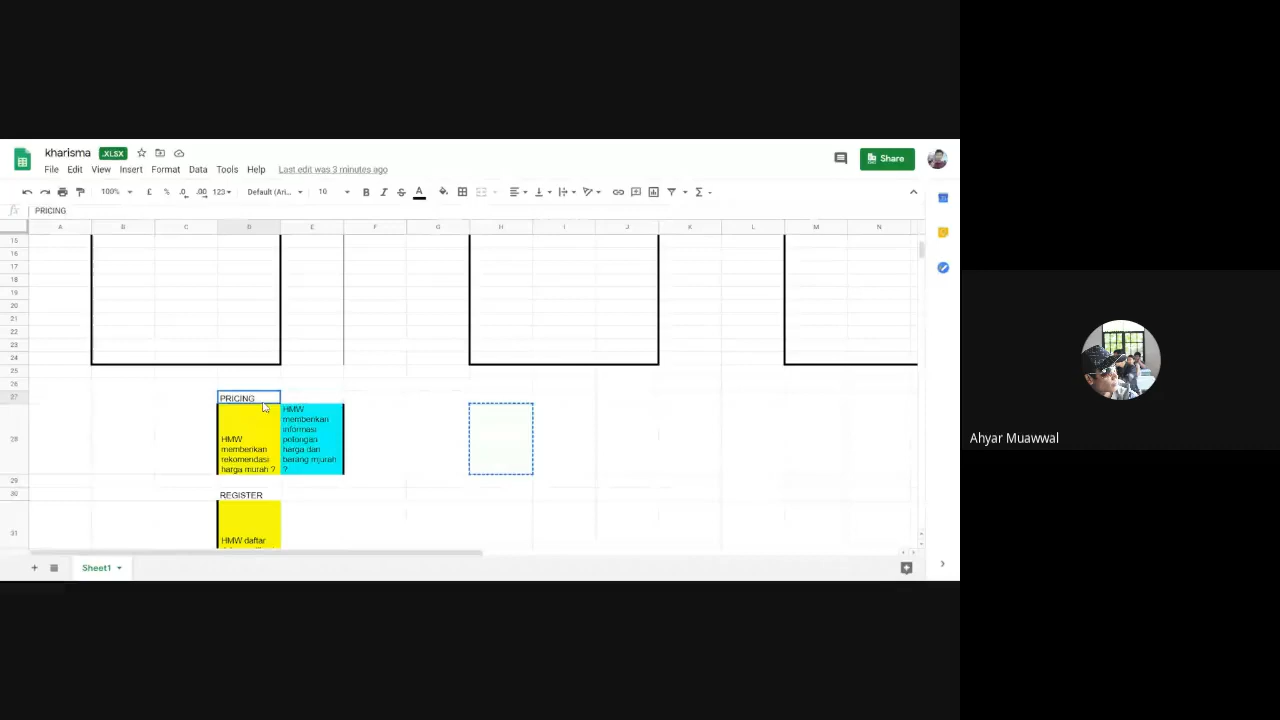 kharisma .XLSX
File Edit View Insert Format Data Tools Help Last edit was 3 minutes ago
Share
100% £ % .0 .00 123 Default (Ari... 10 B I S A
fx PRICING
A B C D E F G H I J K L M N
15
16
17
18
19
20
21
22
23
24
25
26
27 PRICING
28
HMW
memberikan
rekomendasi
harga murah ?
HMW
memberikan
informasi
potongan
harga dari
barang murah
?
29
30 REGISTER
31
HMW daftar
Sheet1
Ahyar Muawwal